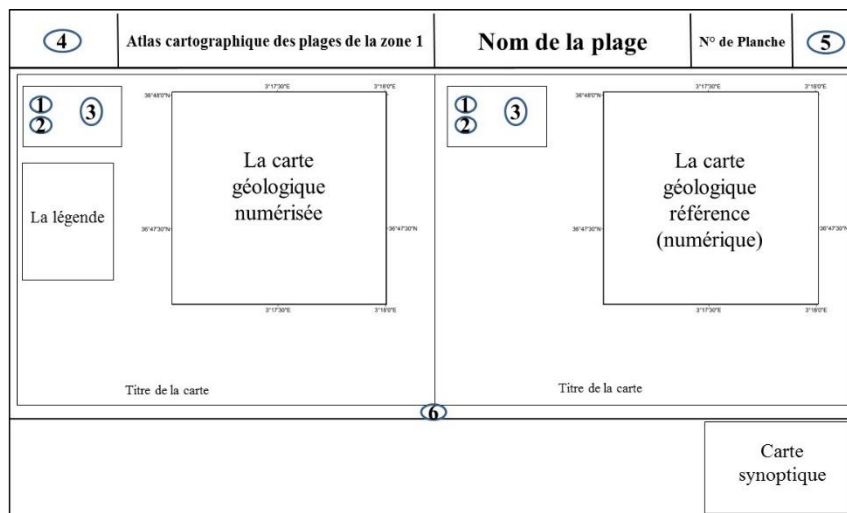 4
Atlas cartographique des plages de la zone 1
Nom de la plage
N° de Planche
5
1
2
3
La légende
3°17'30"E
3°18'0"E
36°48'0"N
La carte
géologique
numérisée
36°47'30"N
36°47'30"N
3°17'30"E
3°18'0"E
Titre de la carte
1
2
3
3°17'30"E
3°18'0"E
36°48'0"N
La carte
géologique
référence
(numérique)
36°47'30"N
36°47'30"N
3°17'30"E
3°18'0"E
Titre de la carte
6
Carte
synoptique